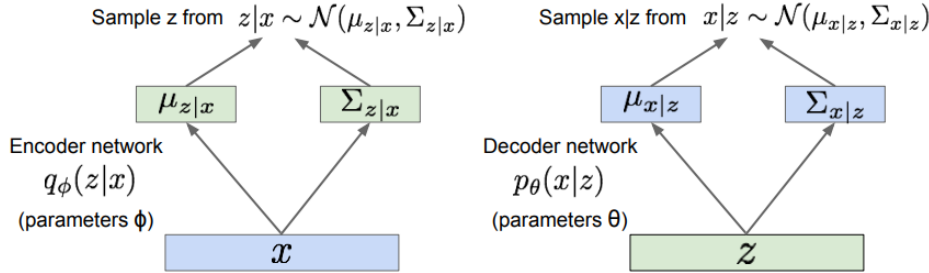 Sample z from z|x ∼ 𝒩(μ_{z|x}, Σ_{z|x})
μ_{z|x}
Σ_{z|x}
Encoder network
q_ϕ(z|x)
(parameters ϕ)
x
Sample x|z from x|z ∼ 𝒩(μ_{x|z}, Σ_{x|z})
μ_{x|z}
Σ_{x|z}
Decoder network
p_θ(x|z)
(parameters θ)
z